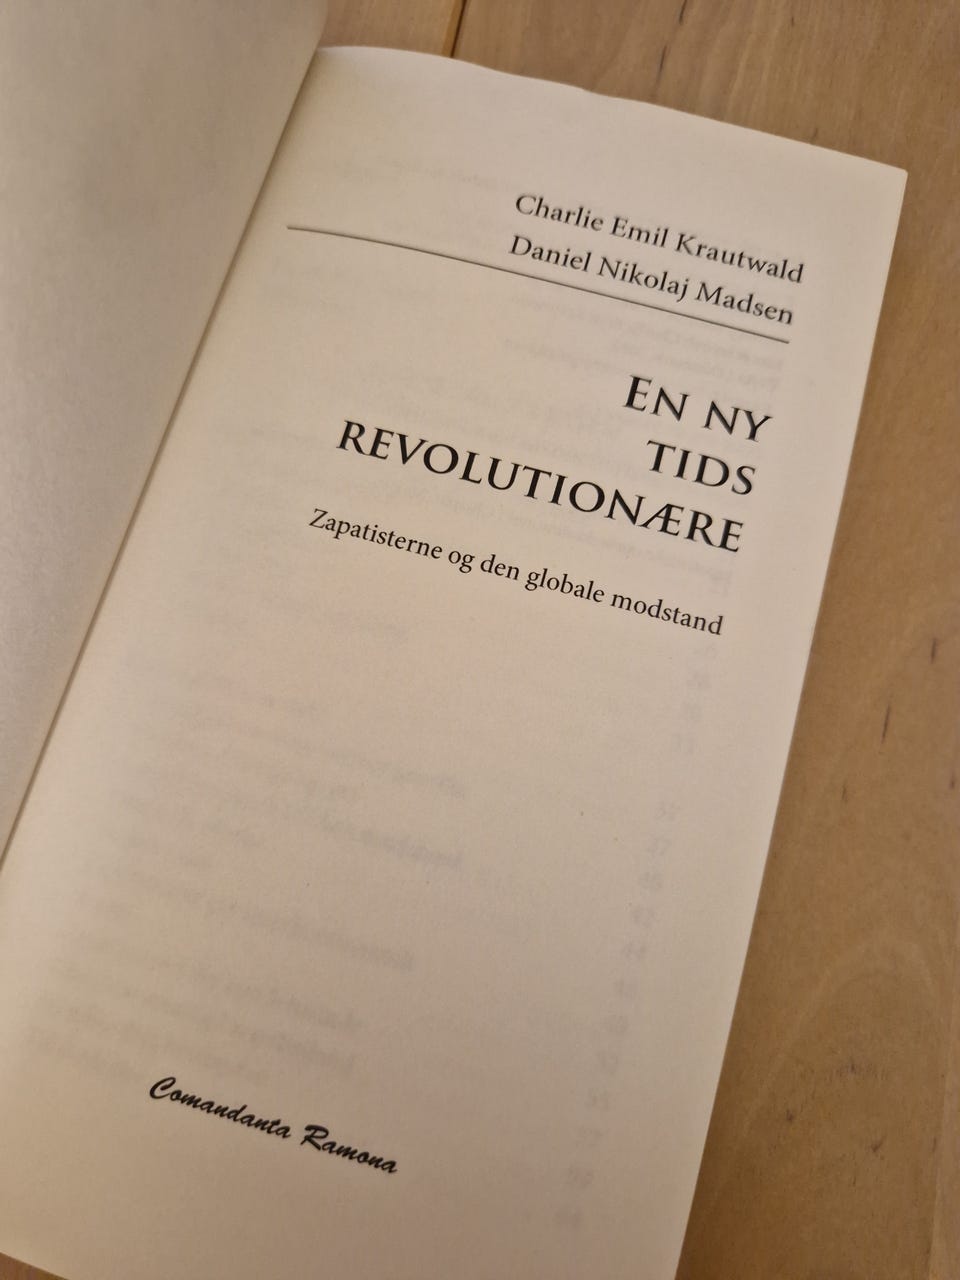 Charlie Emil Krautwald
Daniel Nikolaj Madsen
EN NY
TIDS
REVOLUTIONÆRE
Zapatisterne og den globale modstand
Comandanta Ramona